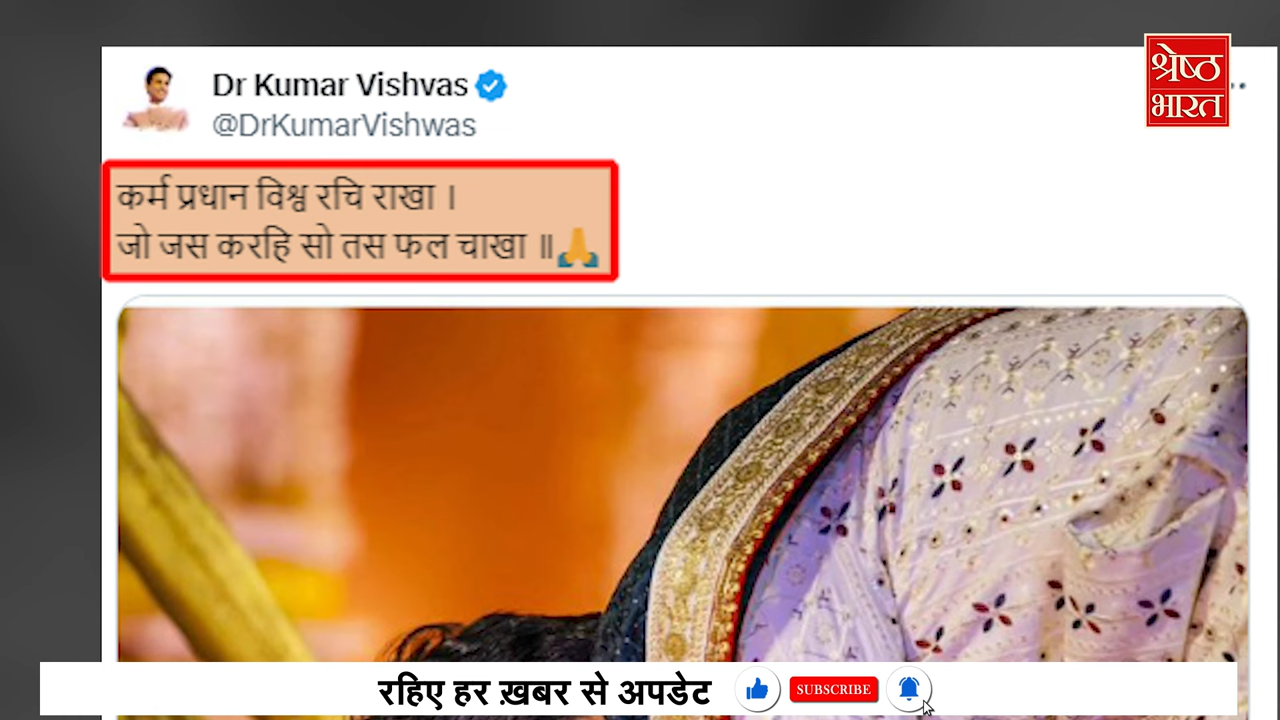 Dr Kumar Vishvas
@DrKumarVishwas
श्रेष्ठ
भारत
कर्म प्रधान विश्व रचि राखा ।
जो जस करहि सो तस फल चाखा ॥🙏
रहिए हर ख़बर से अपडेट
SUBSCRIBE